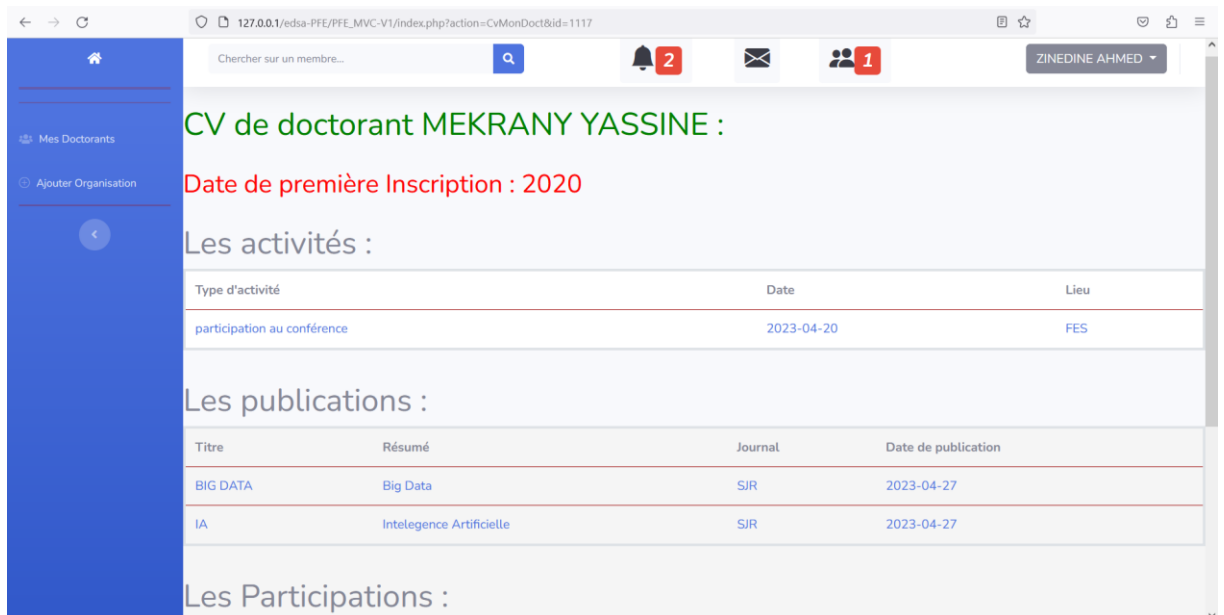 127.0.0.1/edsa-PFE/PFE_MVC-V1/index.php?action=CvMonDoct&id=1117
Chercher sur un membre...
2
1
ZINEDINE AHMED
Mes Doctorants
Ajouter Organisation
CV de doctorant MEKRANY YASSINE :
Date de première Inscription : 2020
Les activités :
Type d'activité Date Lieu
participation au conférence 2023-04-20 FES
Les publications :
Titre Résumé Journal Date de publication
BIG DATA Big Data SJR 2023-04-27
IA Intelegence Artificielle SJR 2023-04-27
Les Participations :